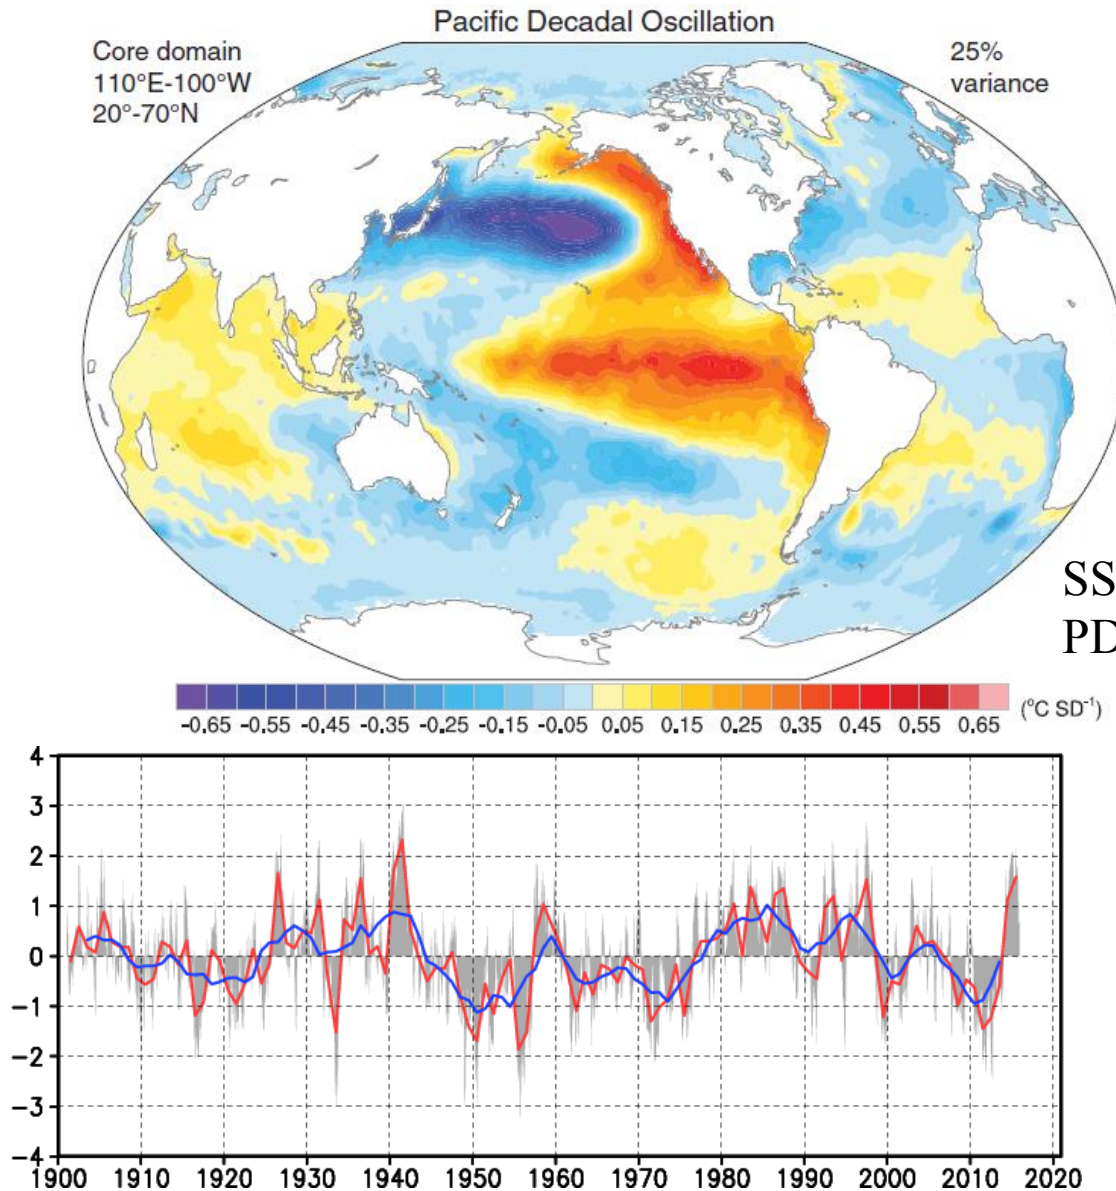 Pacific Decadal Oscillation
Core domain
110°E-100°W
20°-70°N
25%
variance
SS
PD
-0.65 -0.55 -0.45 -0.35 -0.25 -0.15 -0.05 0.05 0.15 0.25 0.35 0.45 0.55 0.65 (°C SD⁻¹)
4
3
2
1
0
-1
-2
-3
-4
1900 1910 1920 1930 1940 1950 1960 1970 1980 1990 2000 2010 2020